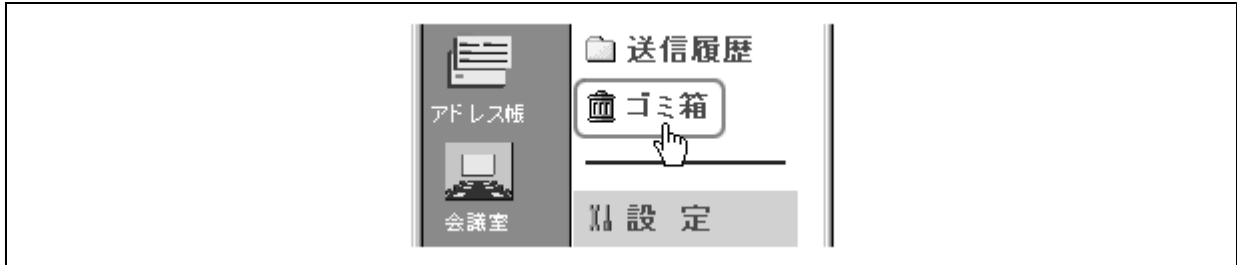 送信履歴
アドレス帳
ゴミ箱
会議室
設 定